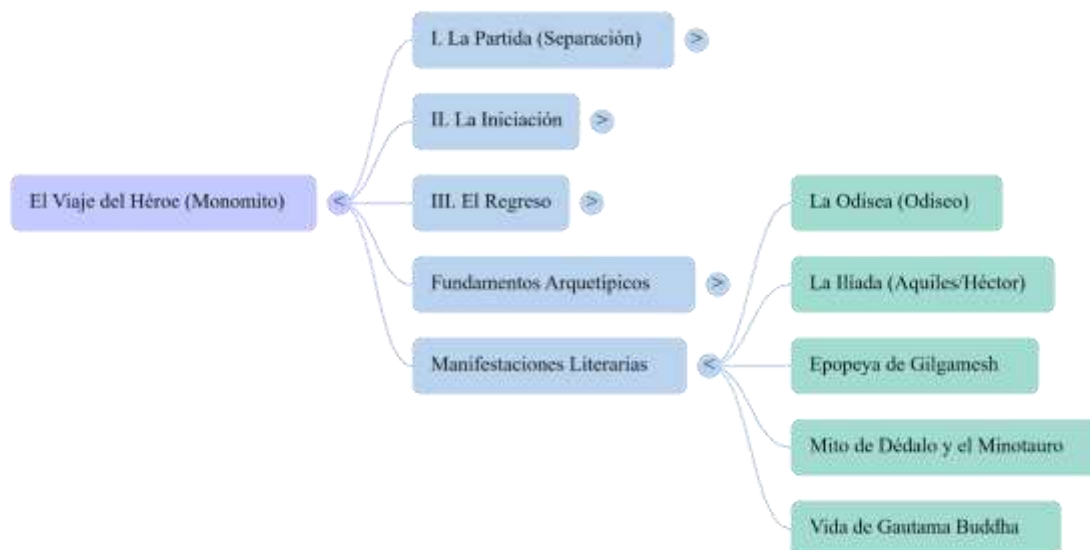 I. La Partida (Separación) >
II. La Iniciación >
El Viaje del Héroe (Monomito) <
III. El Regreso >
La Odisea (Odiseo)
Fundamentos Arquetípicos >
La Ilíada (Aquiles/Héctor)
Manifestaciones Literarias <
Epopeya de Gilgamesh
Mito de Dédalo y el Minotauro
Vida de Gautama Buddha